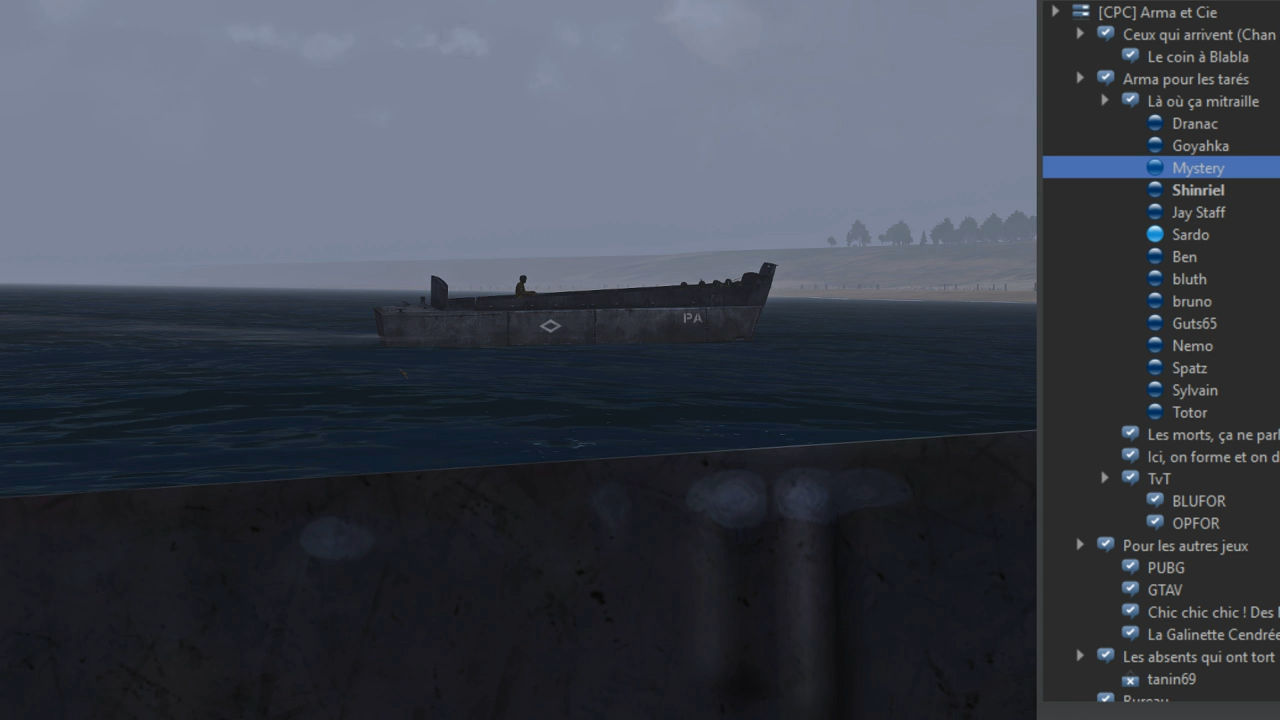 [CPC] Arma et Cie
Ceux qui arrivent (Chan
Le coin à Blabla
Arma pour les tarés
Là où ça mitraille
Dranac
Goyahka
Mystery
Shinriel
Jay Staff
Sardo
Ben
bluth
bruno
Guts65
Nemo
Spatz
Sylvain
Totor
Les morts, ça ne parl
Ici, on forme et on d
TvT
BLUFOR
OPFOR
Pour les autres jeux
PUBG
GTAV
Chic chic chic ! Des
La Galinette Cendrée
Les absents qui ont tort
tanin69
Bureau
PA